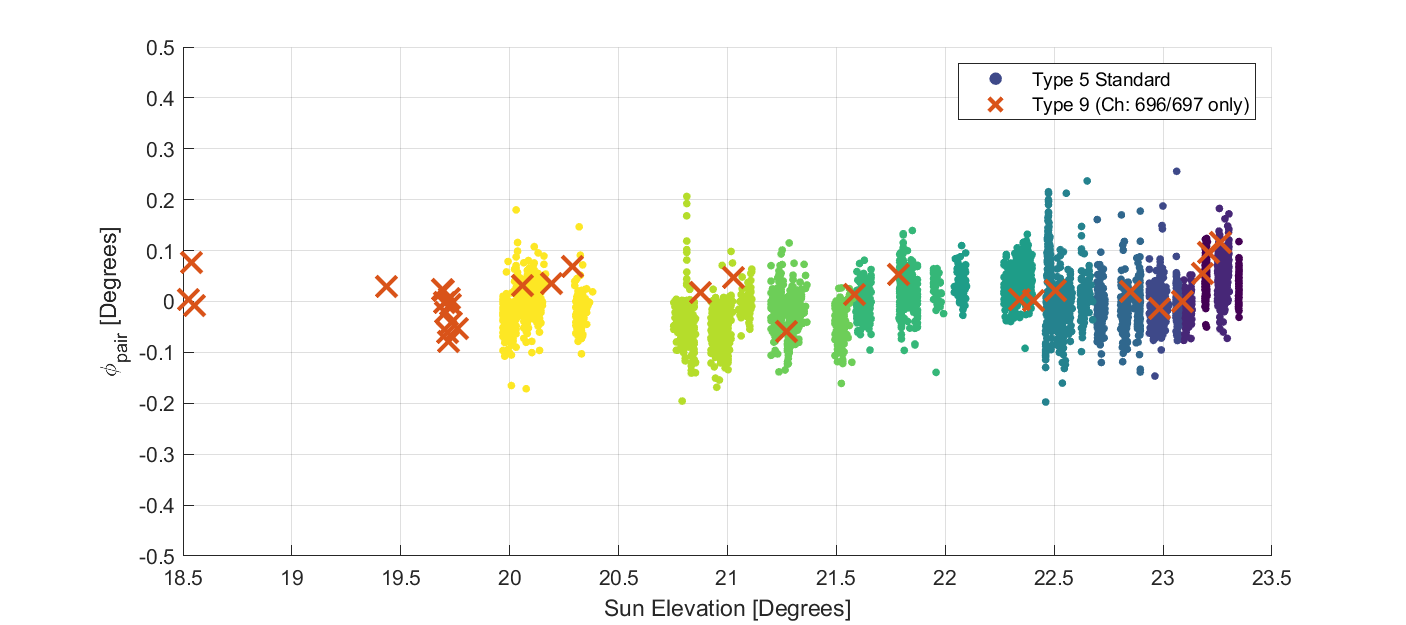 0.5
0.4
0.3
0.2
0.1
0
-0.1
-0.2
-0.3
-0.4
-0.5
ϕpair [Degrees]
Type 5 Standard
Type 9 (Ch: 696/697 only)
18.5 19 19.5 20 20.5 21 21.5 22 22.5 23 23.5
Sun Elevation [Degrees]